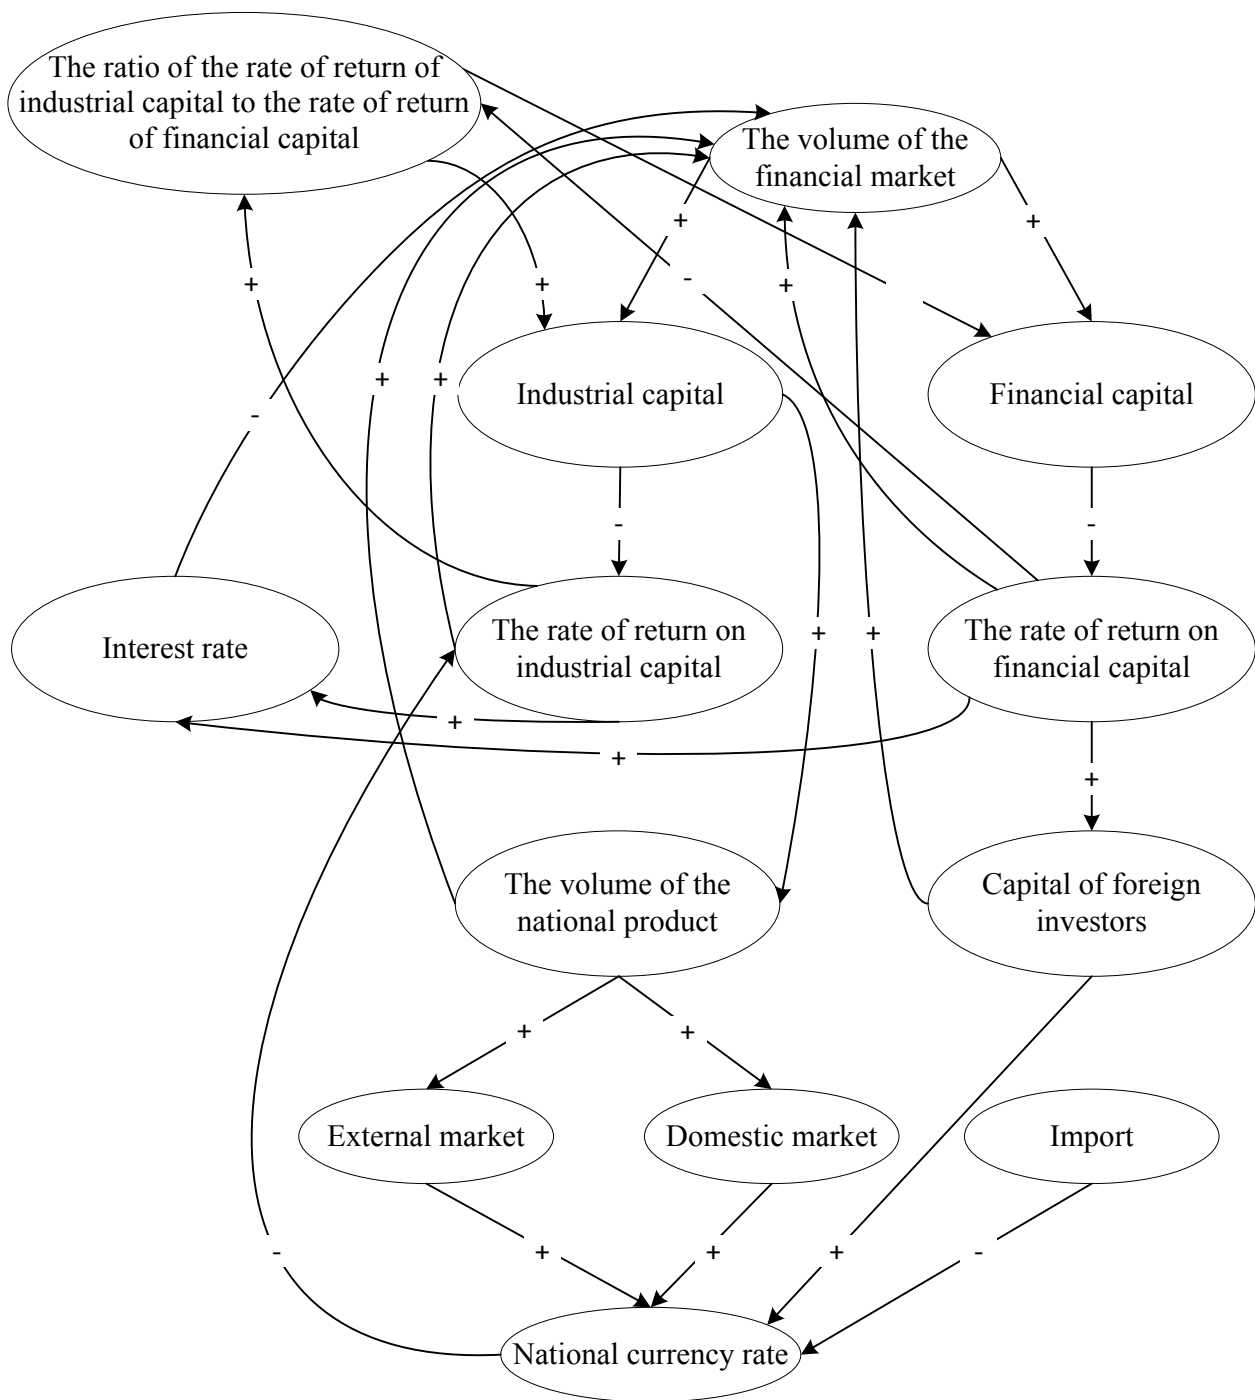 The ratio of the rate of return of
industrial capital to the rate of return
of financial capital
The volume of the
financial market
+
+
+
-
+
+
Industrial capital
Financial capital
+
+
-
-
-
Interest rate
The rate of return on
industrial capital
+
+
The rate of return on
financial capital
+
+
+
The volume of the
national product
Capital of foreign
investors
+
+
External market
Domestic market
Import
-
+
+
+
-
National currency rate